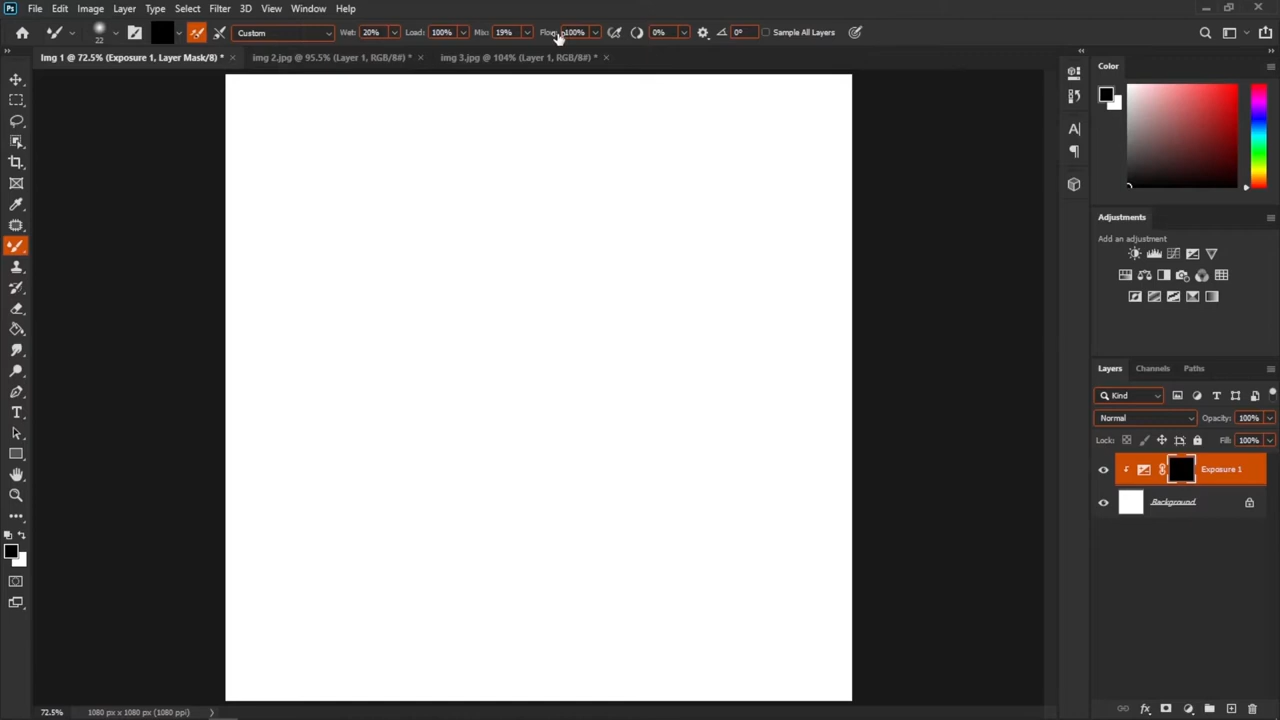 Ps File Edit Image Layer Type Select Filter 3D View Window Help
22 Custom Wet: 20% Load: 100% Mix: 19% Flow: 100% 0% 0° Sample All Layers
Img 1 @ 72.5% (Exposure 1, Layer Mask/8) * × img 2.jpg @ 95.5% (Layer 1, RGB/8#) * × img 3.jpg @ 104% (Layer 1, RGB/8#) * ×
Color
Adjustments
Add an adjustment
Layers Channels Paths
Kind
Normal Opacity: 100%
Lock: Fill: 100%
Exposure 1
Background
72.5% 1080 px x 1080 px (1080 ppi)